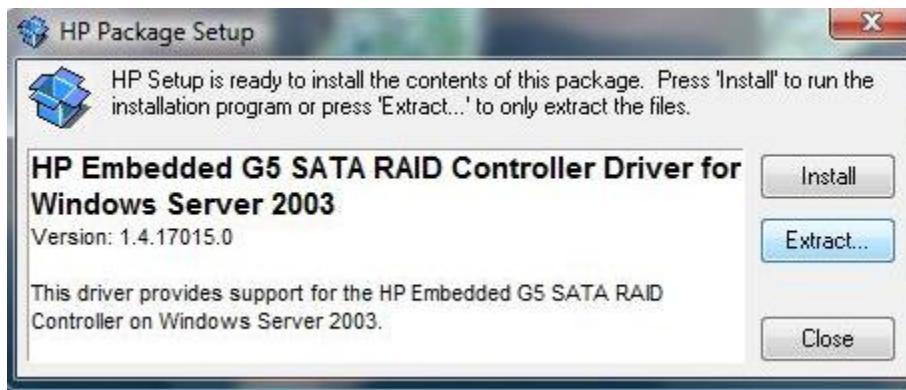 HP Package Setup
HP Setup is ready to install the contents of this package. Press 'Install' to run the
installation program or press 'Extract...' to only extract the files.
HP Embedded G5 SATA RAID Controller Driver for
Windows Server 2003
Version: 1.4.17015.0
This driver provides support for the HP Embedded G5 SATA RAID
Controller on Windows Server 2003.
Install
Extract...
Close